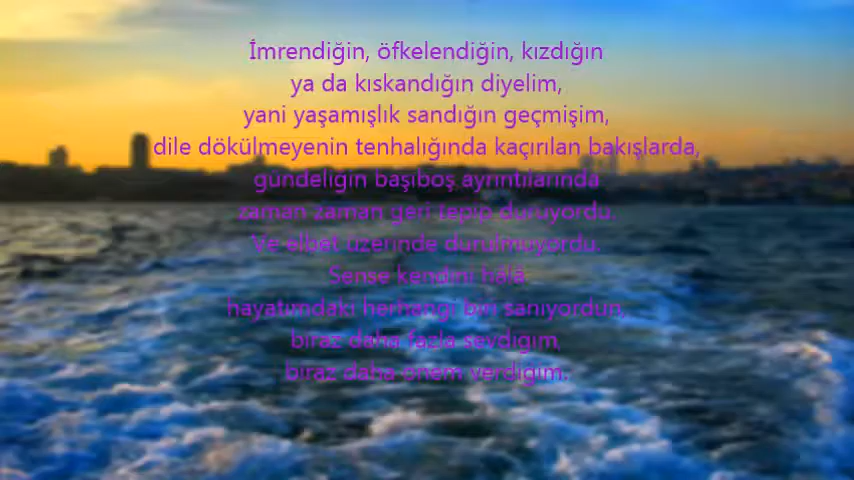 İmrendiğin, öfkelendiğin, kızdığın
ya da kıskandığın diyelim,
yani yaşamışlık sandığın geçmişim,
dile dökülmeyenin tenhalığında kaçırılan bakışlarda,
gündeliğin başıboş ayrıntılarında
zaman zaman geri tepip duruyordu.
Ve elbet üzerinde durulmuyordu.
Sense kendini hâlâ
hayatımdaki herhangi biri sanıyordun,
biraz daha fazla sevdiğim,
biraz daha önem verdiğim.